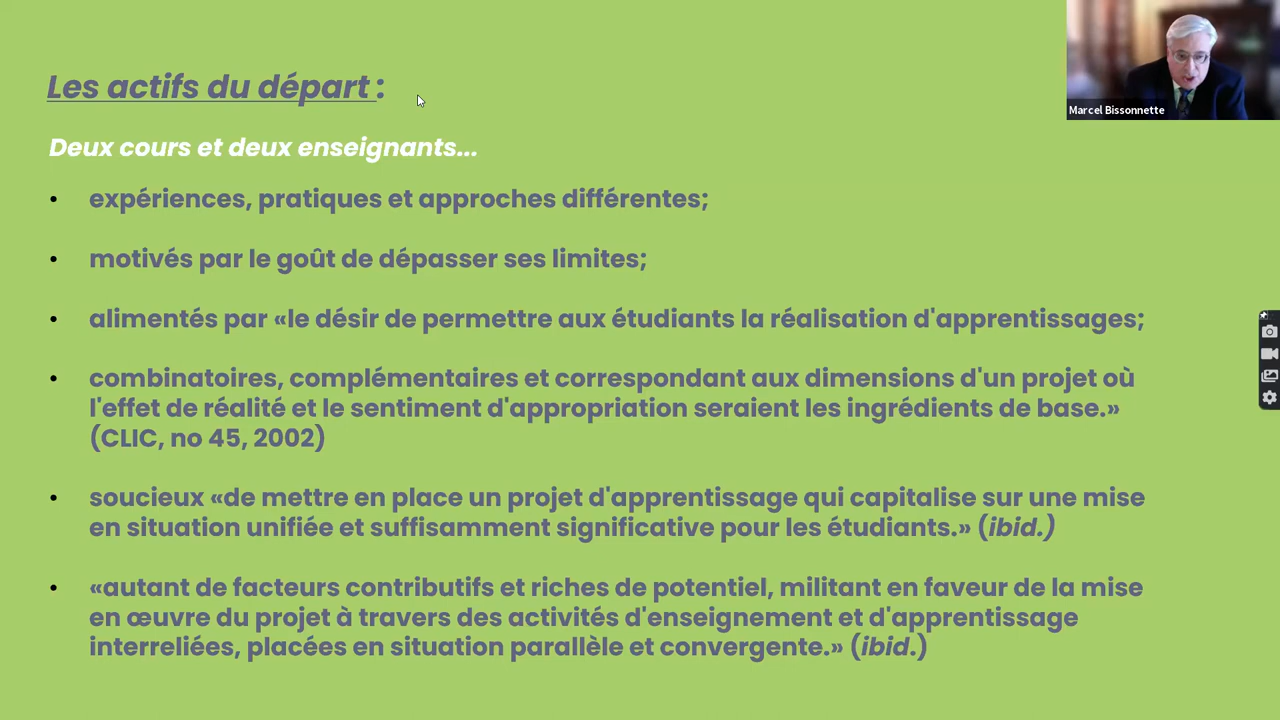 Les actifs du départ :
Marcel Bissonnette
Deux cours et deux enseignants...
• expériences, pratiques et approches différentes;
• motivés par le goût de dépasser ses limites;
• alimentés par «le désir de permettre aux étudiants la réalisation d'apprentissages;
• combinatoires, complémentaires et correspondant aux dimensions d'un projet où
l'effet de réalité et le sentiment d'appropriation seraient les ingrédients de base.»
(CLIC, no 45, 2002)
• soucieux «de mettre en place un projet d'apprentissage qui capitalise sur une mise
en situation unifiée et suffisamment significative pour les étudiants.» (ibid.)
• «autant de facteurs contributifs et riches de potentiel, militant en faveur de la mise
en œuvre du projet à travers des activités d'enseignement et d'apprentissage
interreliées, placées en situation parallèle et convergente.» (ibid.)